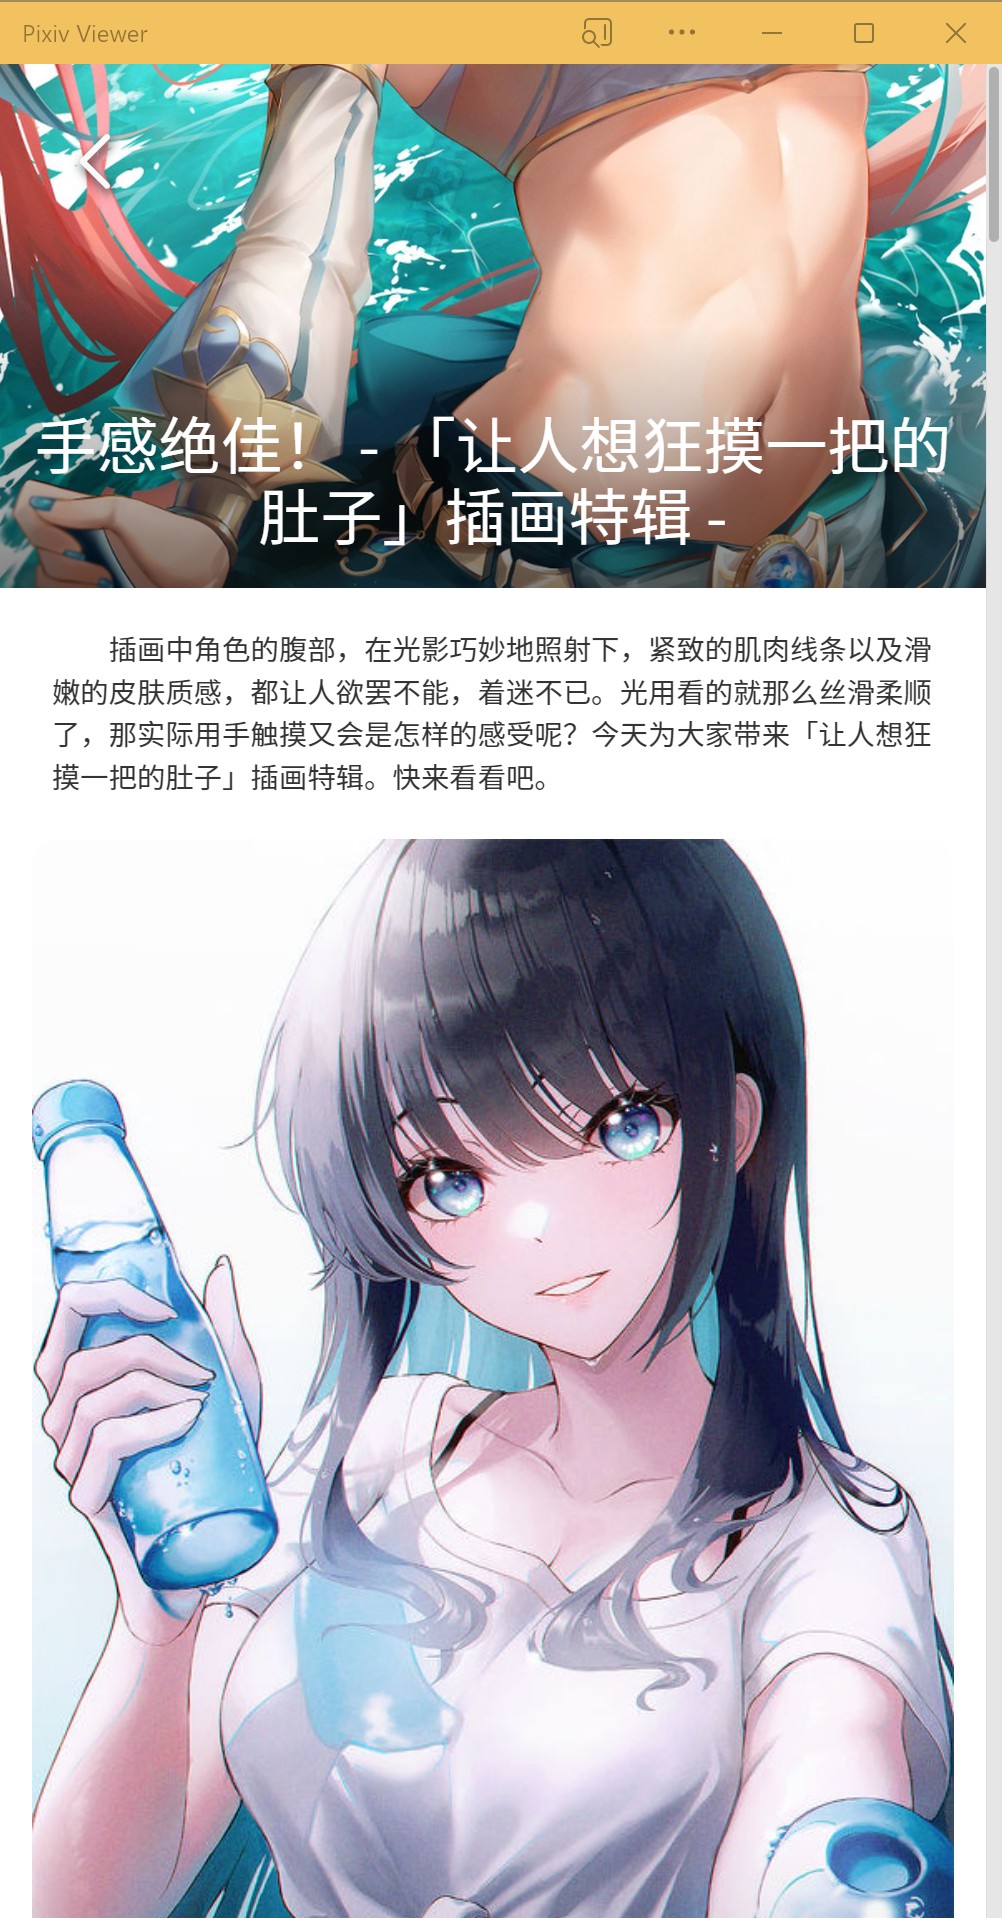 Pixiv Viewer
手感绝佳！ - 「让人想狂摸一把的
肚子」插画特辑 -
插画中角色的腹部，在光影巧妙地照射下，紧致的肌肉线条以及滑
嫩的皮肤质感，都让人欲罢不能，着迷不已。光用看的就那么丝滑柔顺
了，那实际用手触摸又会是怎样的感受呢？今天为大家带来「让人想狂
摸一把的肚子」插画特辑。快来看看吧。